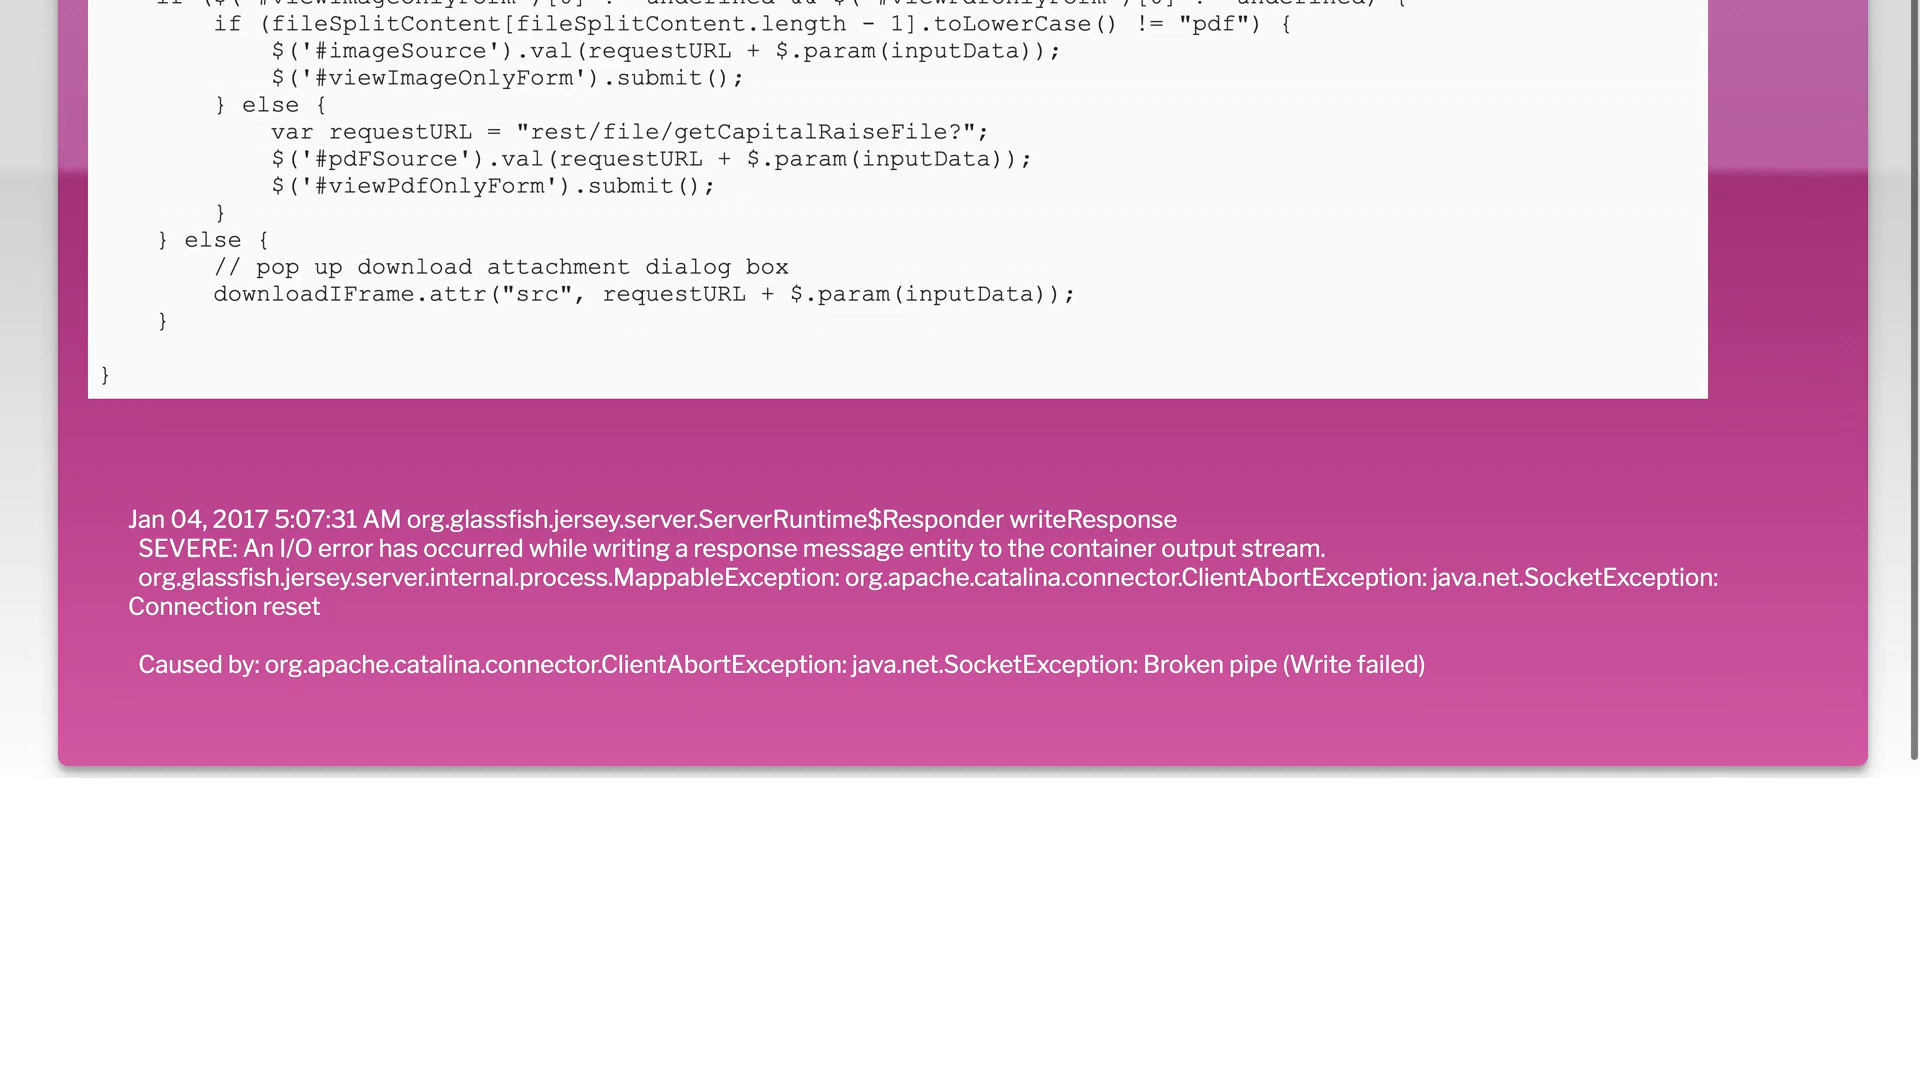 if (fileSplitContent[fileSplitContent.length - 1].toLowerCase() != "pdf") {
$('#imageSource').val(requestURL + $.param(inputData));
$('#viewImageOnlyForm').submit();
} else {
var requestURL = "rest/file/getCapitalRaiseFile?";
$('#pdFSource').val(requestURL + $.param(inputData));
$('#viewPdfOnlyForm').submit();
}
} else {
// pop up download attachment dialog box
downloadIFrame.attr("src", requestURL + $.param(inputData));
}
}
Jan 04, 2017 5:07:31 AM org.glassfish.jersey.server.ServerRuntime$Responder writeResponse
SEVERE: An I/O error has occurred while writing a response message entity to the container output stream.
org.glassfish.jersey.server.internal.process.MappableException: org.apache.catalina.connector.ClientAbortException: java.net.SocketException:
Connection reset
Caused by: org.apache.catalina.connector.ClientAbortException: java.net.SocketException: Broken pipe (Write failed)